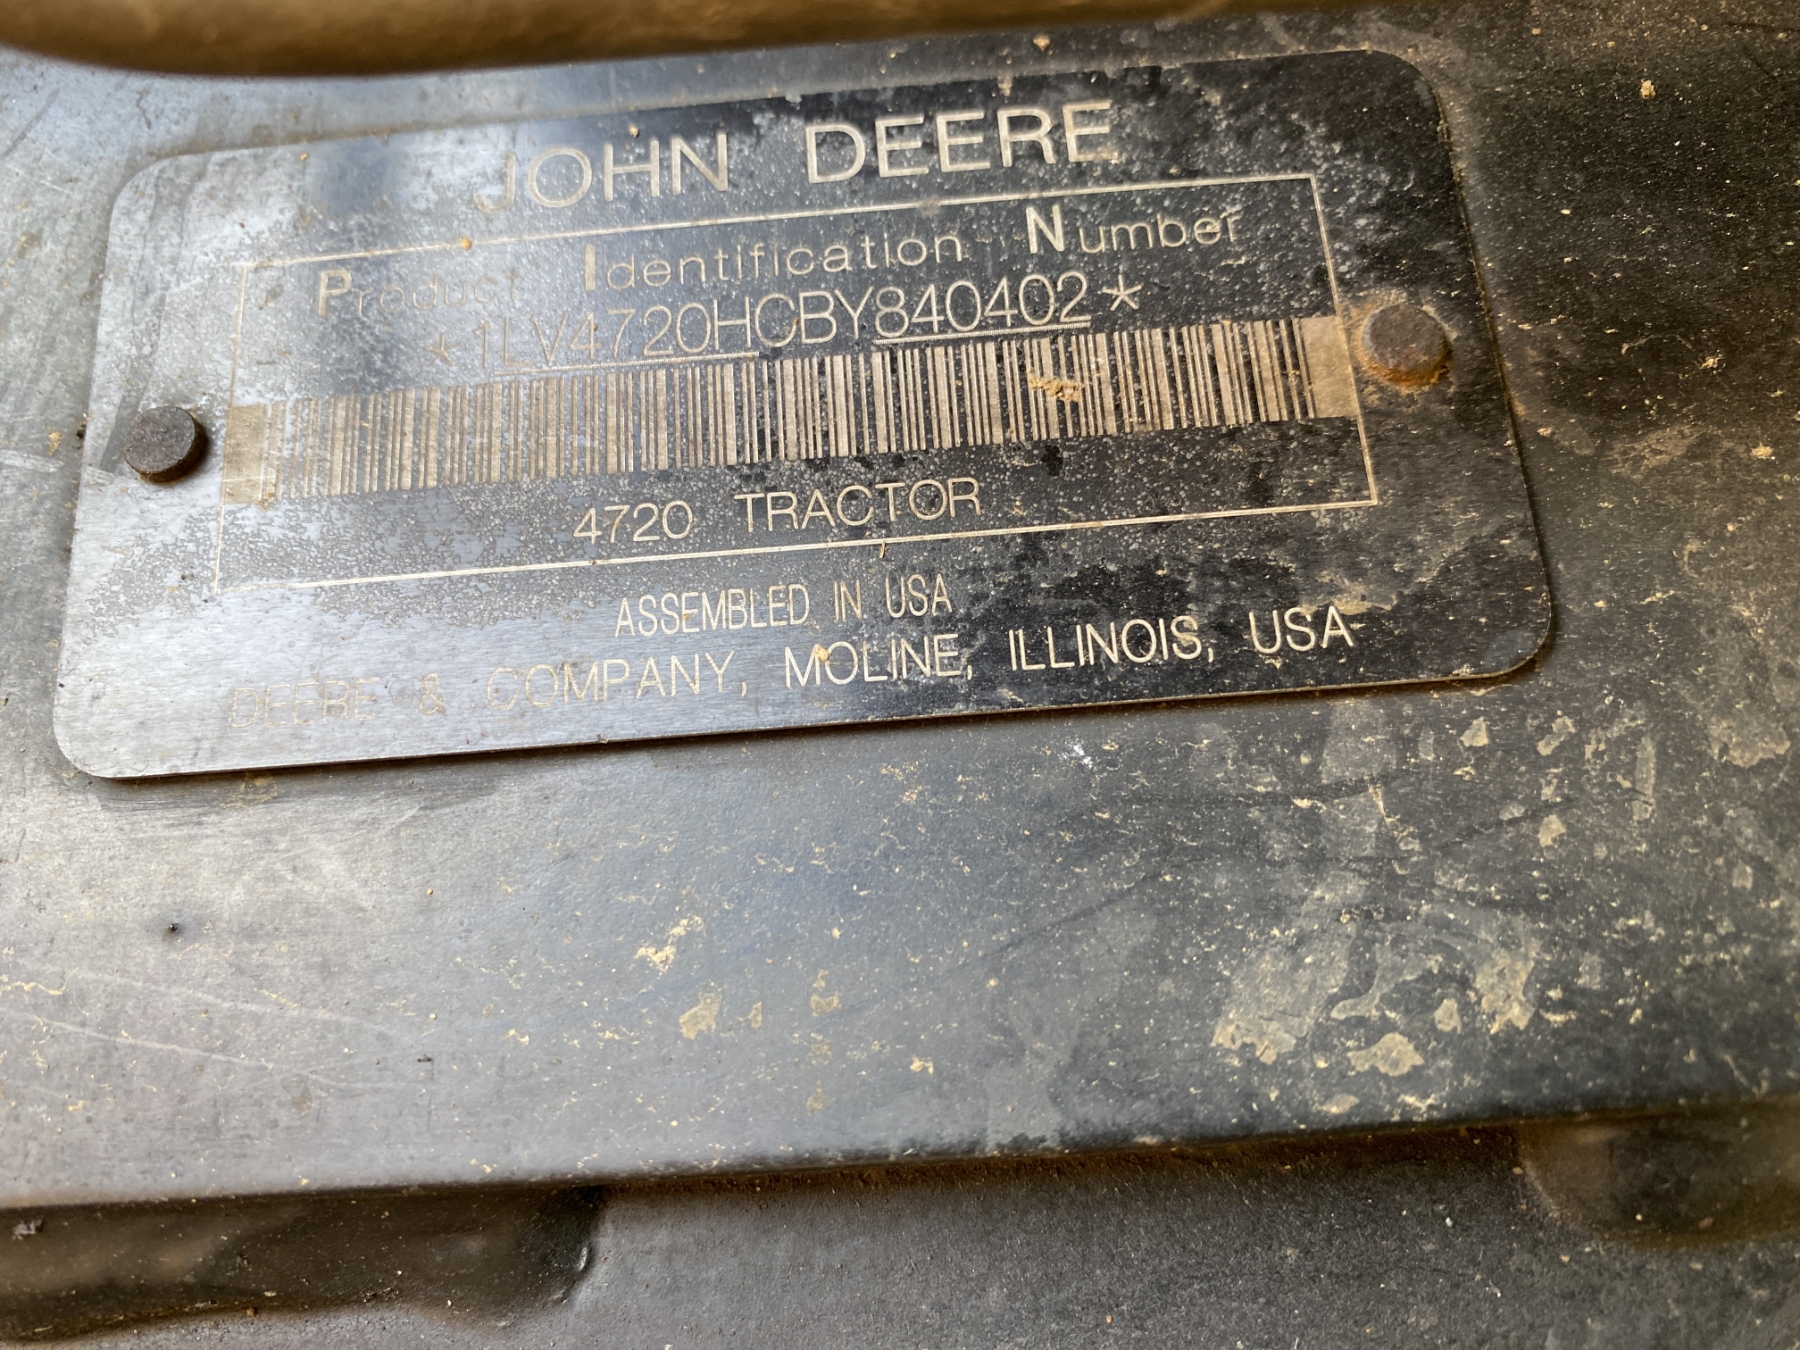 JOHN DEERE
Product Identification Number
*1LV4720HCBY840402*
4720 TRACTOR
ASSEMBLED IN USA
DEERE & COMPANY, MOLINE, ILLINOIS, USA